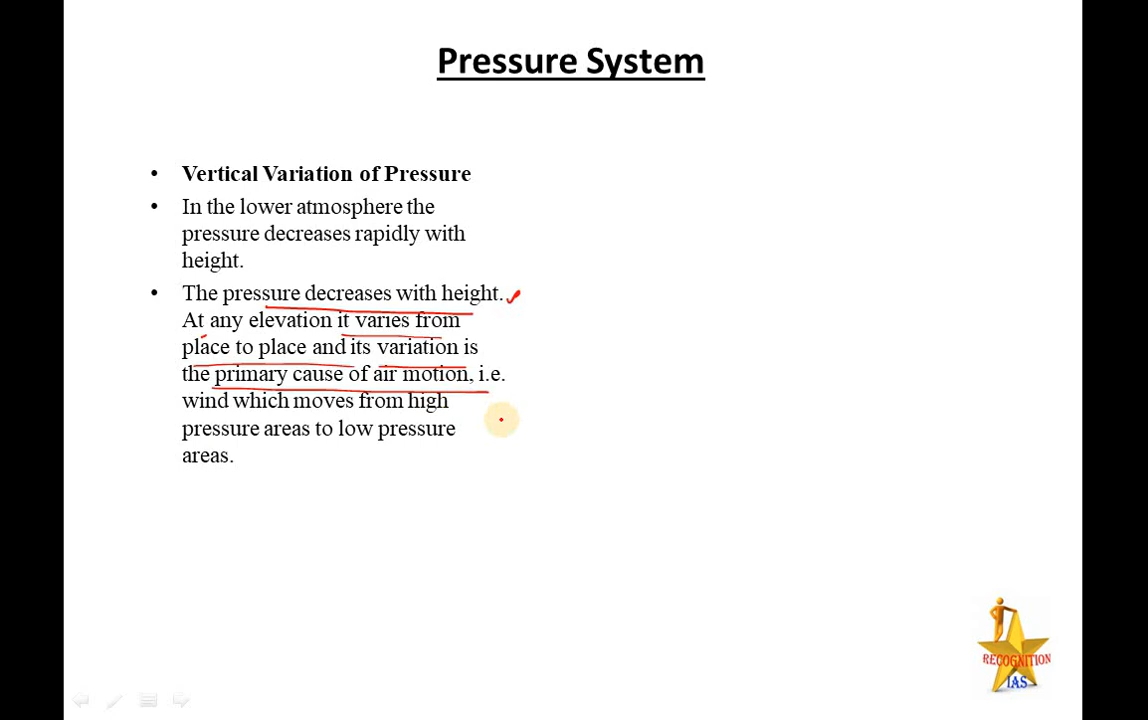 Pressure System
• Vertical Variation of Pressure
• In the lower atmosphere the
pressure decreases rapidly with
height.
• The pressure decreases with height.
At any elevation it varies from
place to place and its variation is
the primary cause of air motion, i.e.
wind which moves from high
pressure areas to low pressure
areas.
RECOGNITION
IAS